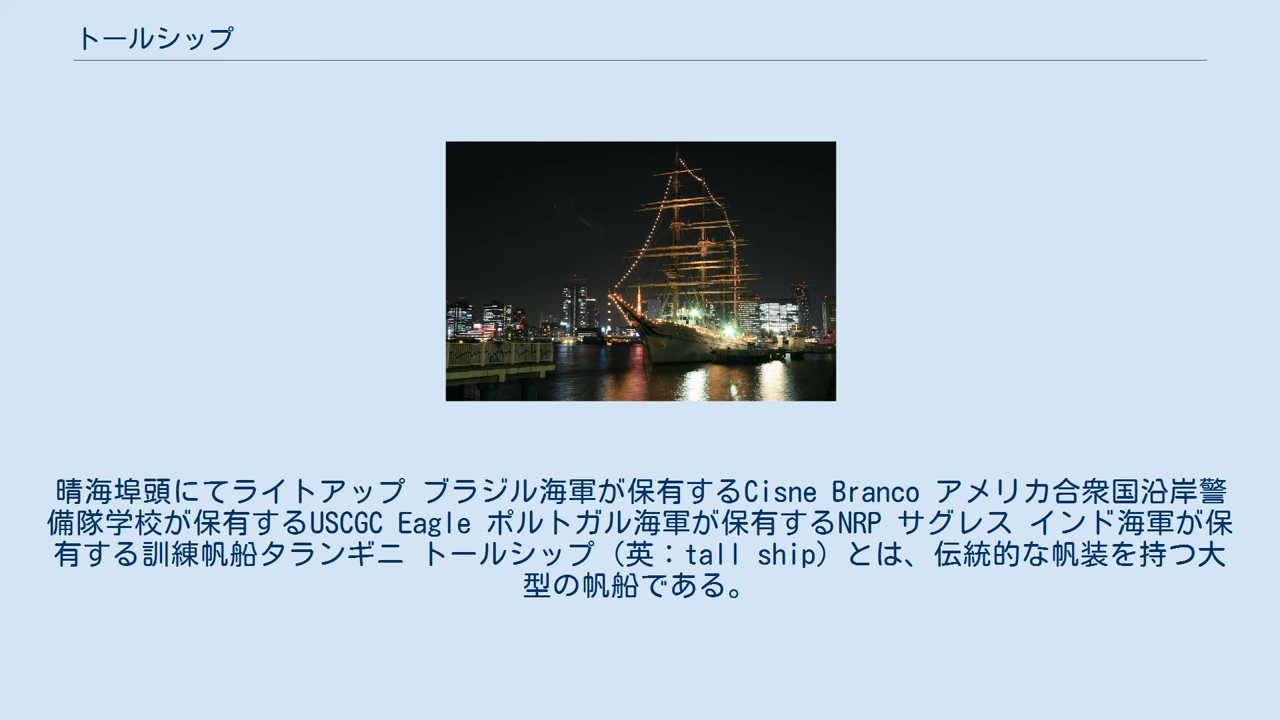 トールシップ
晴海埠頭にてライトアップ ブラジル海軍が保有するCisne Branco アメリカ合衆国沿岸警
備隊学校が保有するUSCGC Eagle ポルトガル海軍が保有するNRP サグレス インド海軍が保
有する訓練帆船タランギニ トールシップ（英：tall ship）とは、伝統的な帆装を持つ大
型の帆船である。